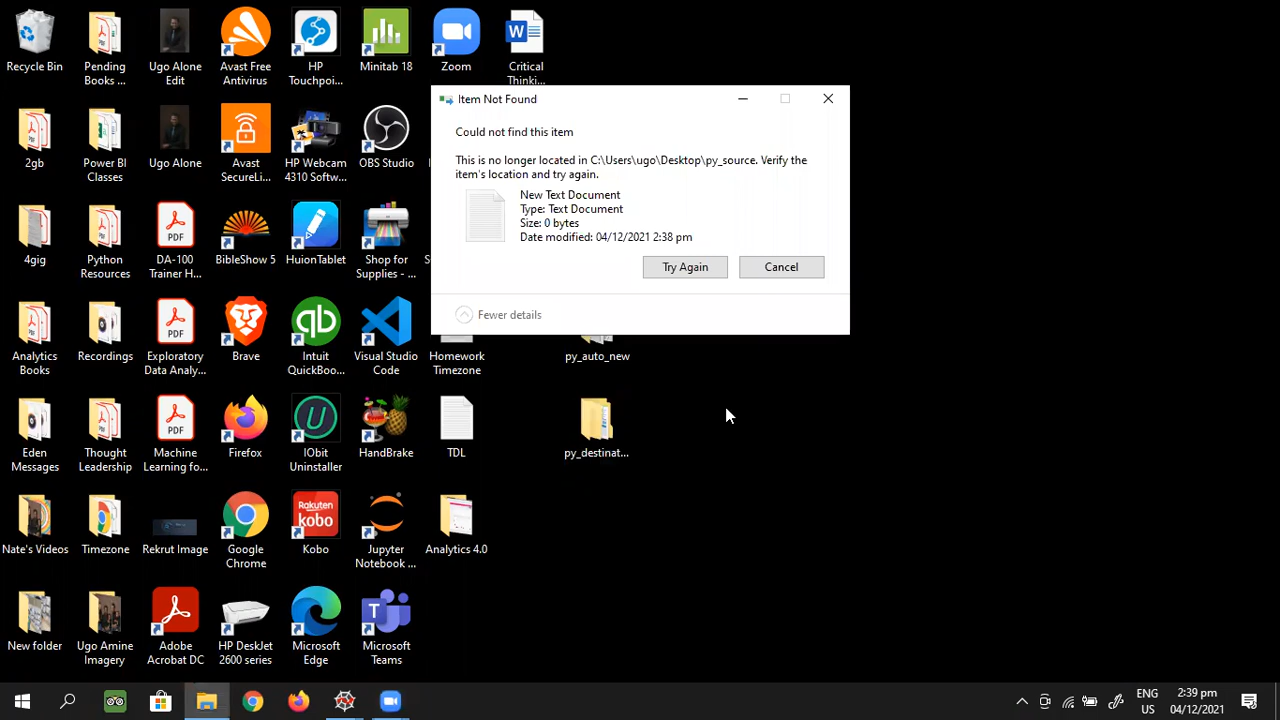 Recycle Bin
Pending
Books ...
Ugo Alone
Edit
Avast Free
Antivirus
HP
Touchpoi...
Minitab 18
Zoom
Critical
Thinki...
W
Item Not Found
Could not find this item
This is no longer located in C:\Users\ugo\Desktop\py_source. Verify the
item's location and try again.
New Text Document
Type: Text Document
Size: 0 bytes
Date modified: 04/12/2021 2:38 pm
Try Again
Cancel
Fewer details
2gb
Power BI
Classes
Ugo Alone
Avast
SecureLi...
HP Webcam
4310 Softw...
OBS Studio
4gig
Python
Resources
PDF
DA-100
Trainer H...
BibleShow 5
HuionTablet
Shop for
Supplies - ...
Analytics
Books
Recordings
PDF
Exploratory
Data Analy...
Brave
qb
Intuit
QuickBoo...
Visual Studio
Code
Homework
Timezone
py_auto_new
Eden
Messages
Thought
Leadership
PDF
Machine
Learning fo...
Firefox
U
IObit
Uninstaller
HandBrake
TDL
py_destinat...
Nate's Videos
Timezone
Rekrut Image
Google
Chrome
Rakuten
kobo
Kobo
Jupyter
Notebook ...
Analytics 4.0
New folder
Ugo Amine
Imagery
Adobe
Acrobat DC
HP DeskJet
2600 series
Microsoft
Edge
T
Microsoft
Teams
ENG
US
2:39 pm
04/12/2021